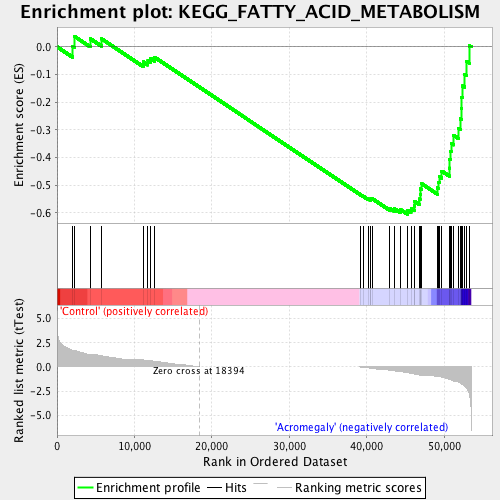 Enrichment plot: KEGG_FATTY_ACID_METABOLISM
Enrichment score (ES)
0.0
-0.1
-0.2
-0.3
-0.4
-0.5
-0.6
'Control' (positively correlated)
Ranked list metric (tTest)
5.0
2.5
0.0
-2.5
-5.0
Zero cross at 18394
'Acromegaly' (negatively correlated)
0 10,000 20,000 30,000 40,000 50,000
Rank in Ordered Dataset
Enrichment profile Hits Ranking metric scores